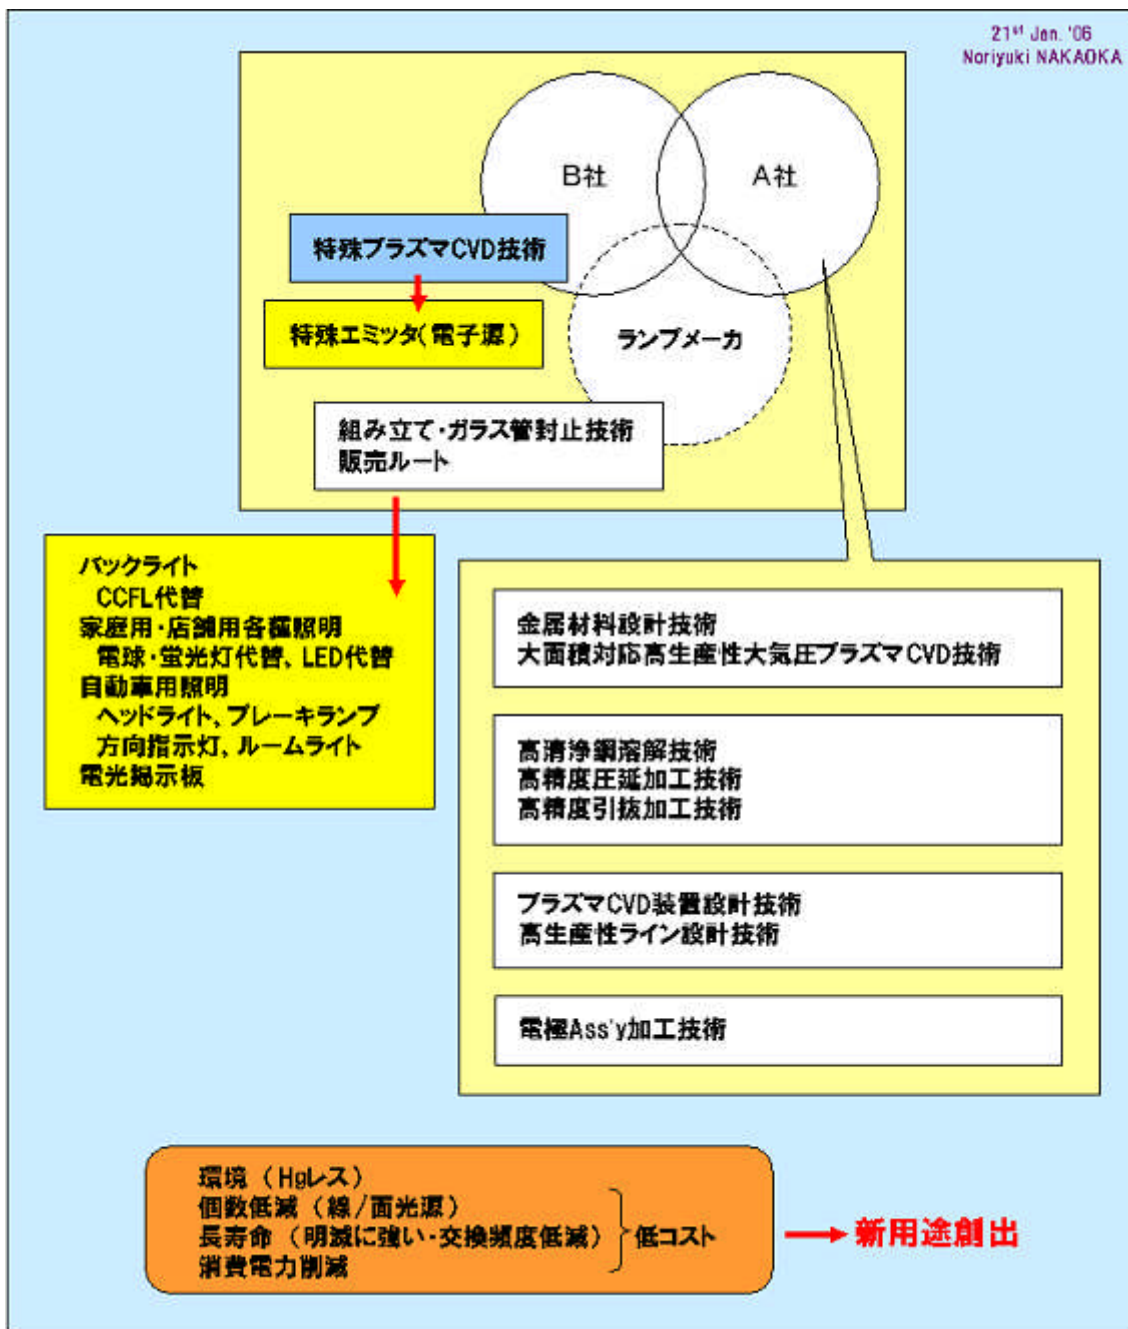 21st Jan. '06
Noriyuki NAKAOKA
B社
A社
特殊プラズマCVD技術
特殊エミッタ(電子源)
ランプメーカ
組み立て・ガラス管封止技術
販売ルート
バックライト
CCFL代替
家庭用・店舗用各種照明
電球・蛍光灯代替、LED代替
自動車用照明
ヘッドライト、ブレーキランプ
方向指示灯、ルームライト
電光掲示板
金属材料設計技術
大面積対応高生産性大気圧プラズマCVD技術
高清浄鋼溶解技術
高精度圧延加工技術
高精度引抜加工技術
プラズマCVD装置設計技術
高生産性ライン設計技術
電極Ass'y加工技術
環境（Hgレス）
個数低減（線/面光源）
長寿命（明滅に強い・交換頻度低減）
消費電力削減
低コスト
新用途創出